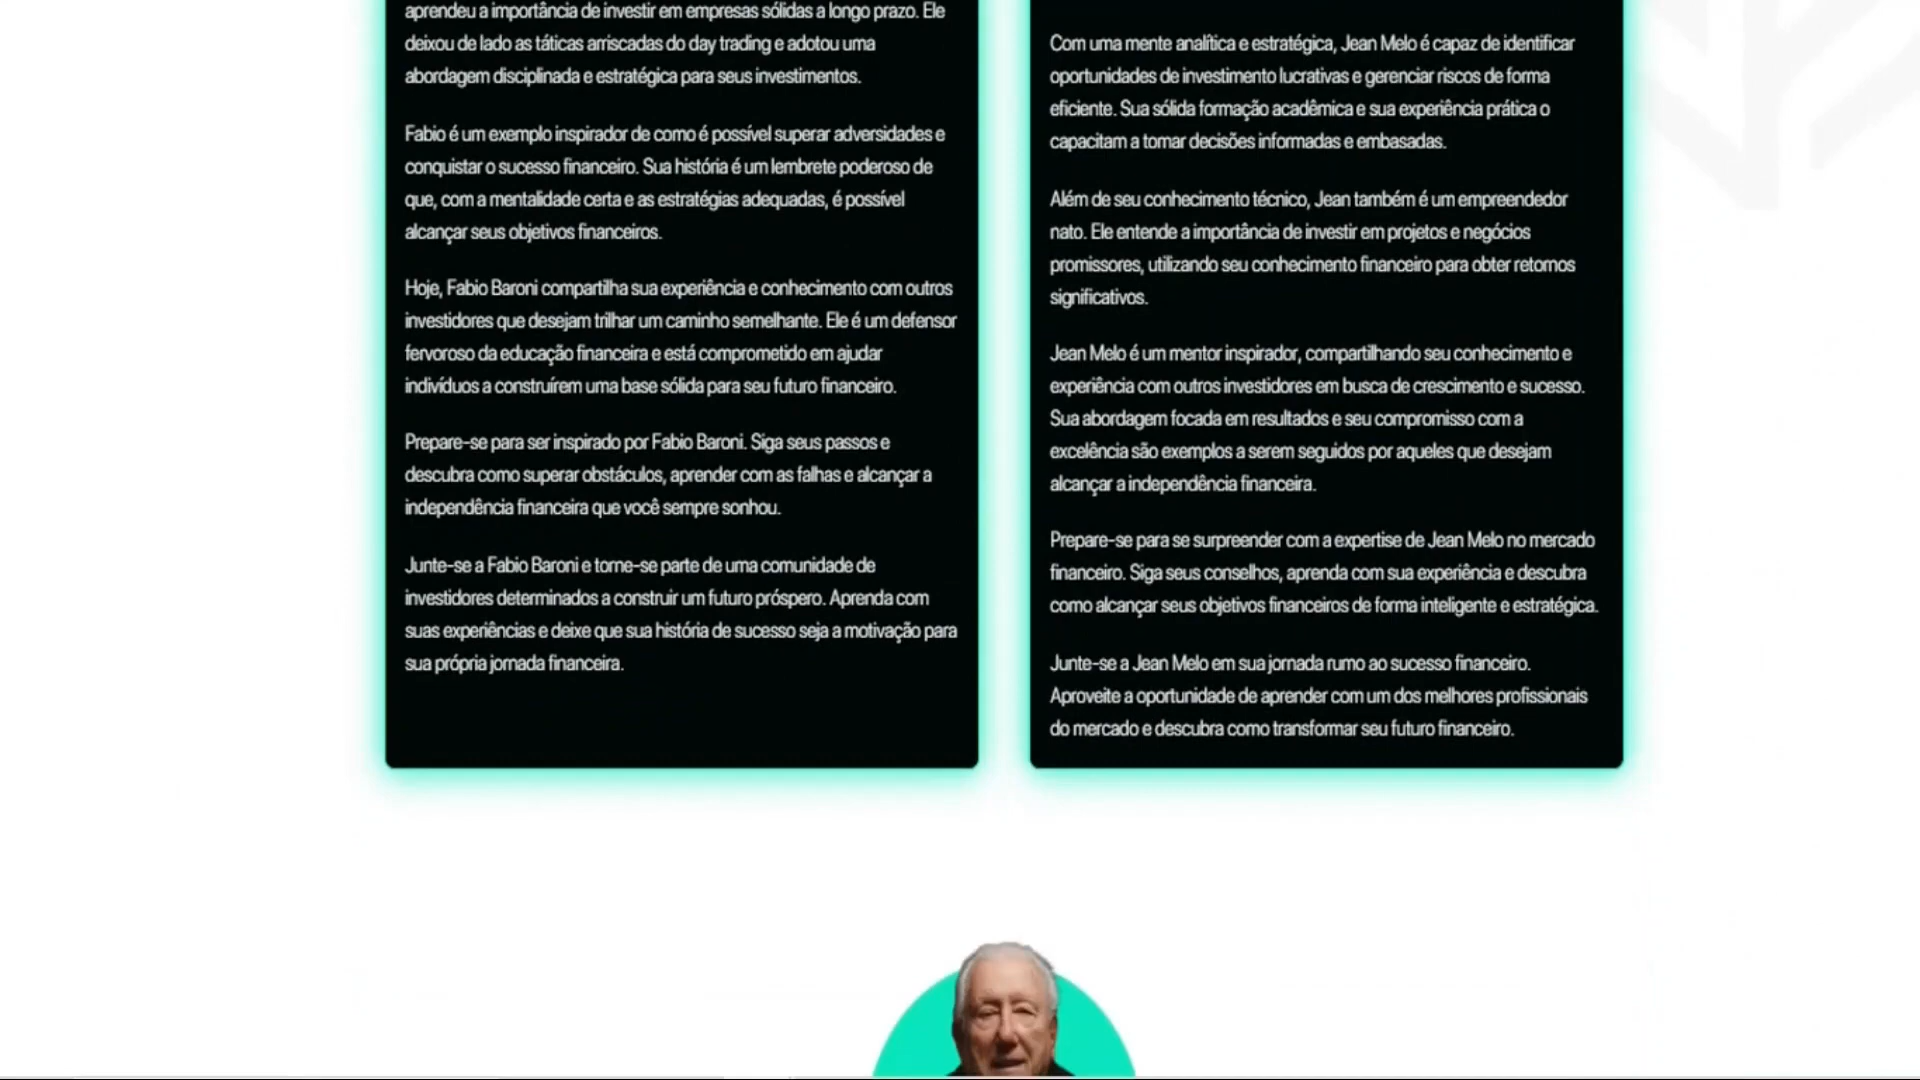 aprendeu a importância de investir em empresas sólidas a longo prazo. Ele
deixou de lado as táticas arriscadas do day trading e adotou uma
abordagem disciplinada e estratégica para seus investimentos.
Fabio é um exemplo inspirador de como é possível superar adversidades e
conquistar o sucesso financeiro. Sua história é um lembrete poderoso de
que, com a mentalidade certa e as estratégias adequadas, é possível
alcançar seus objetivos financeiros.
Hoje, Fabio Baroni compartilha sua experiência e conhecimento com outros
investidores que desejam trilhar um caminho semelhante. Ele é um defensor
fervoroso da educação financeira e está comprometido em ajudar
indivíduos a construírem uma base sólida para seu futuro financeiro.
Prepare-se para ser inspirado por Fabio Baroni. Siga seus passos e
descubra como superar obstáculos, aprender com as falhas e alcançar a
independência financeira que você sempre sonhou.
Junte-se a Fabio Baroni e torne-se parte de uma comunidade de
investidores determinados a construir um futuro próspero. Aprenda com
suas experiências e deixe que sua história de sucesso seja a motivação para
sua própria jornada financeira.
Com uma mente analítica e estratégica, Jean Melo é capaz de identificar
oportunidades de investimento lucrativas e gerenciar riscos de forma
eficiente. Sua sólida formação acadêmica e sua experiência prática o
capacitam a tomar decisões informadas e embasadas.
Além de seu conhecimento técnico, Jean também é um empreendedor
nato. Ele entende a importância de investir em projetos e negócios
promissores, utilizando seu conhecimento financeiro para obter retornos
significativos.
Jean Melo é um mentor inspirador, compartilhando seu conhecimento e
experiência com outros investidores em busca de crescimento e sucesso.
Sua abordagem focada em resultados e seu compromisso com a
excelência são exemplos a serem seguidos por aqueles que desejam
alcançar a independência financeira.
Prepare-se para se surpreender com a expertise de Jean Melo no mercado
financeiro. Siga seus conselhos, aprenda com sua experiência e descubra
como alcançar seus objetivos financeiros de forma inteligente e estratégica.
Junte-se a Jean Melo em sua jornada rumo ao sucesso financeiro.
Aproveite a oportunidade de aprender com um dos melhores profissionais
do mercado e descubra como transformar seu futuro financeiro.